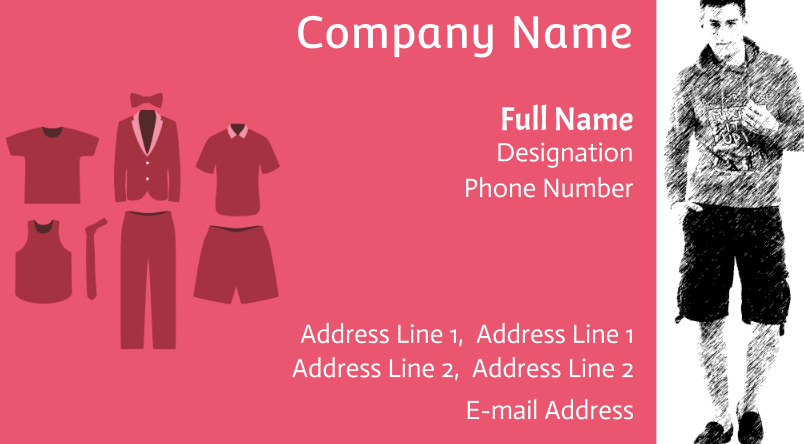 Company Name
Full Name
Designation
Phone Number
Address Line 1,  Address Line 1
Address Line 2,  Address Line 2
E-mail Address